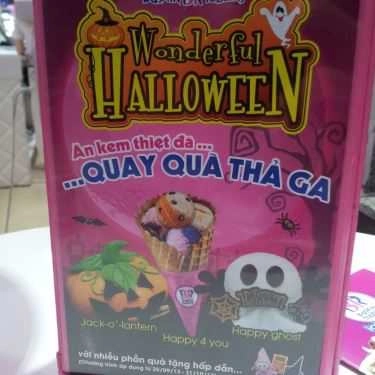 Wonderful
HALLOWEEN
Ăn kem thiệt đã...
...QUAY QUÀ THẢ GA
Jack-o'-lantern
Happy 4 you
Happy ghost
với nhiều phần quà tặng hấp dẫn...